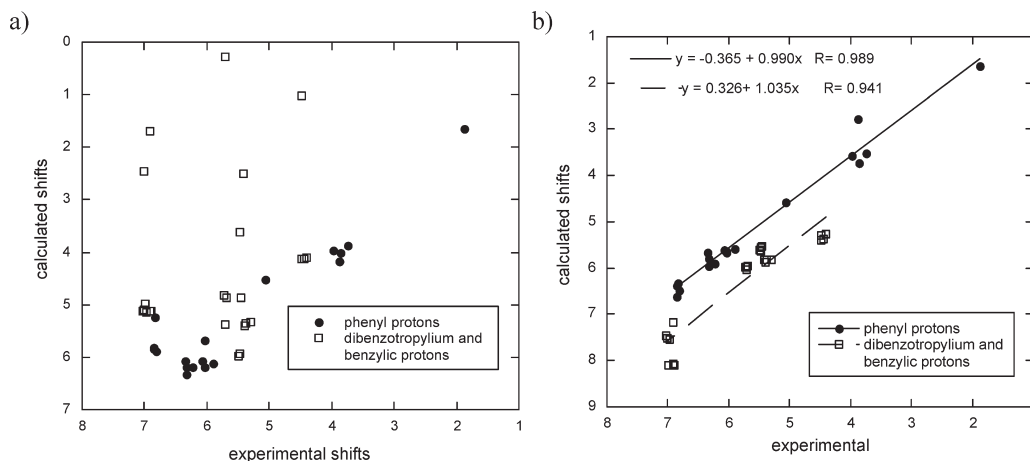 a)
0
1
2
3
4
5
6
7
calculated shifts
8 7 6 5 4 3 2 1
experimental shifts
phenyl protons
dibenzotropylium and
benzylic protons
b)
1
2
3
4
5
6
7
8
9
calculated shifts
8 7 6 5 4 3 2
experimental
y = -0.365 + 0.990x R= 0.989
-y = 0.326+ 1.035x R= 0.941
phenyl protons
dibenzotropylium and
benzylic protons